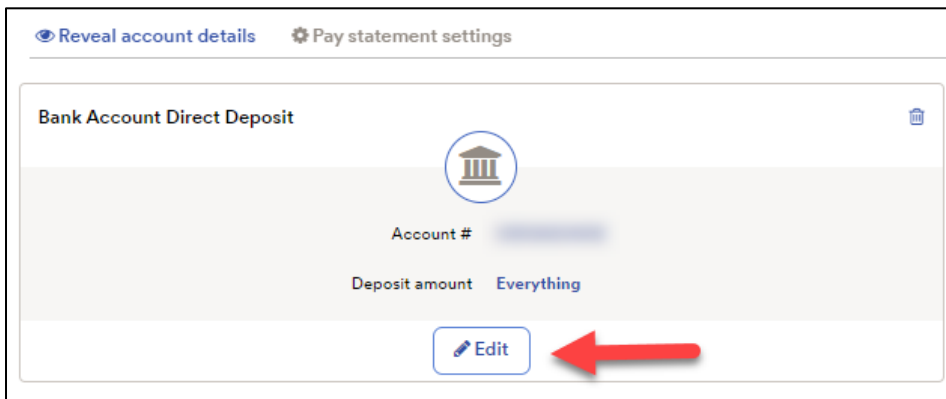 Reveal account details Pay statement settings
Bank Account Direct Deposit
Account #
Deposit amount Everything
Edit